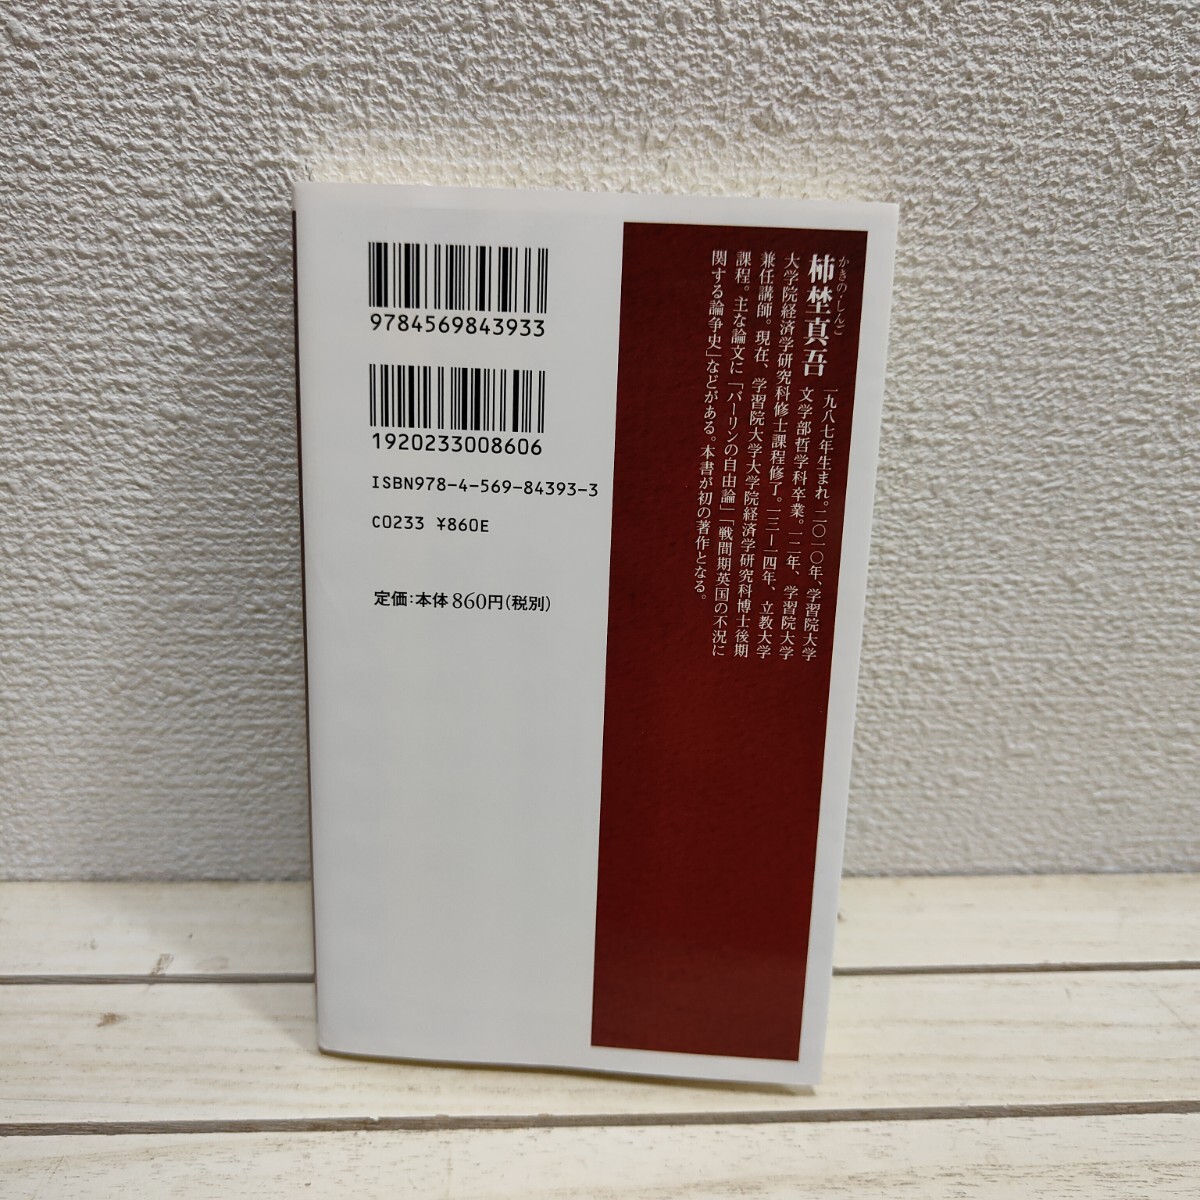 9784569843933
1920233008606
ISBN978-4-569-84393-3
C0233 ¥860E
定価：本体860円(税別)
かきの・しんご
柿埜真吾
一九八七年生まれ。二〇一〇年、学習院大学
文学部哲学科卒業。一二年、学習院大学
大学院経済学研究科修士課程修了。一三―一四年、立教大学
兼任講師。現在、学習院大学大学院経済学研究科博士後期
課程。主な論文に「バーリンの自由論」「戦間期英国の不況に
関する論争史」などがある。本書が初の著作となる。